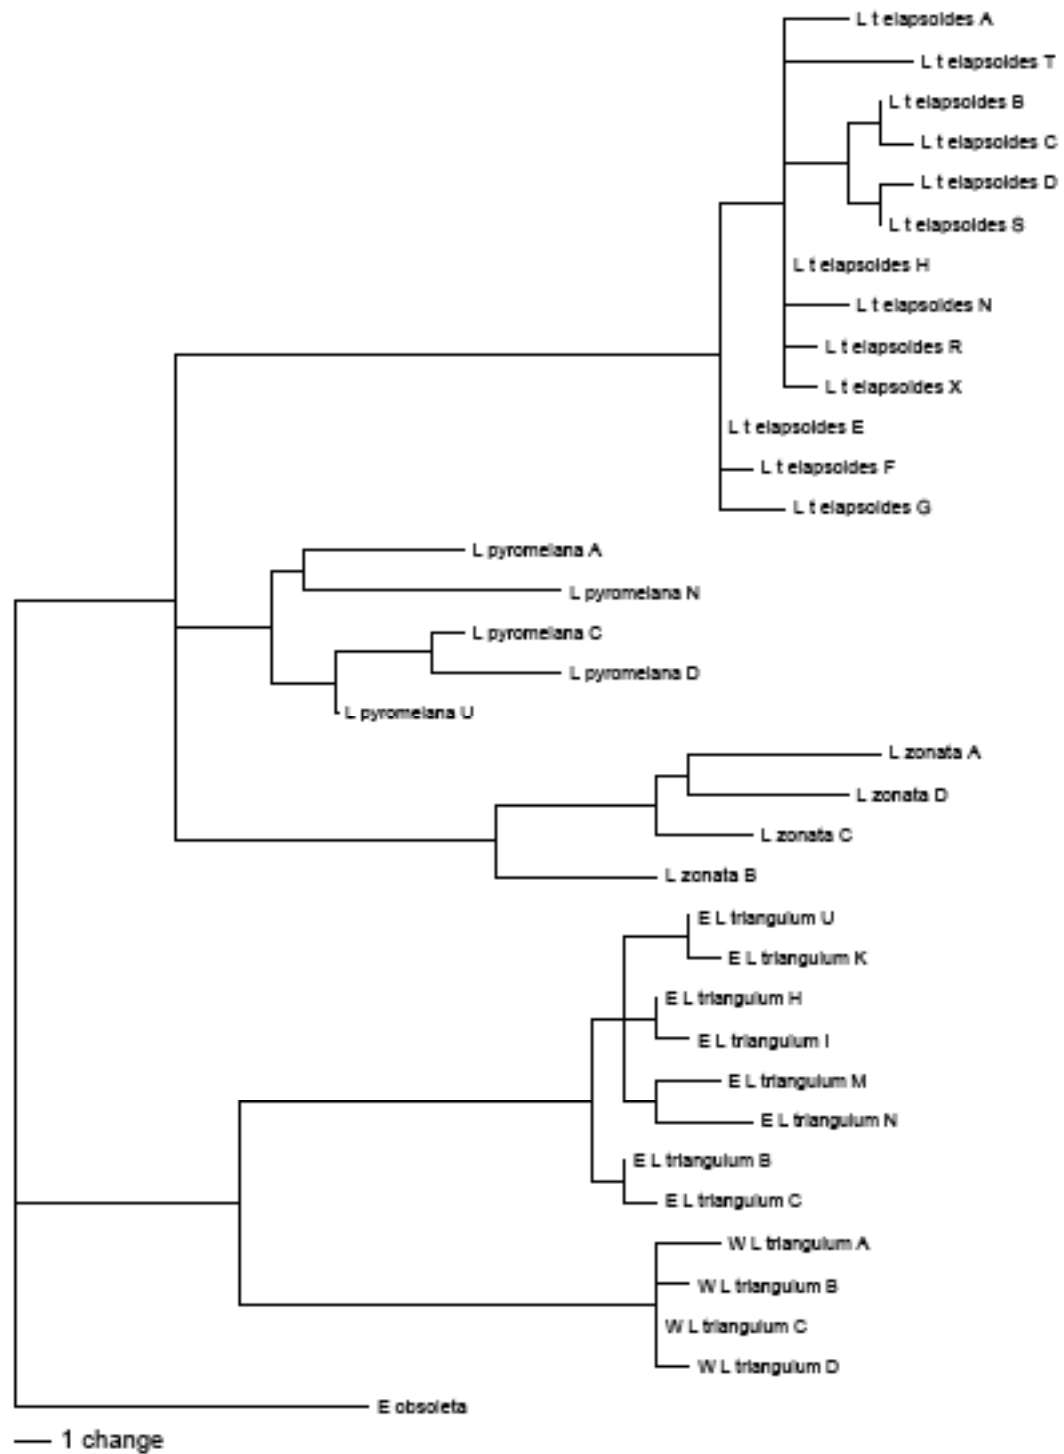 L t elapsoides A
L t elapsoides T
L t elapsoides B
L t elapsoides C
L t elapsoides D
L t elapsoides S
L t elapsoides H
L t elapsoides N
L t elapsoides R
L t elapsoides X
L t elapsoides E
L t elapsoides F
L t elapsoides G
L pyromelana A
L pyromelana N
L pyromelana C
L pyromelana D
L pyromelana U
L zonata A
L zonata D
L zonata C
L zonata B
E L triangulum U
E L triangulum K
E L triangulum H
E L triangulum I
E L triangulum M
E L triangulum N
E L triangulum B
E L triangulum C
W L triangulum A
W L triangulum B
W L triangulum C
W L triangulum D
E obsoleta
1 change